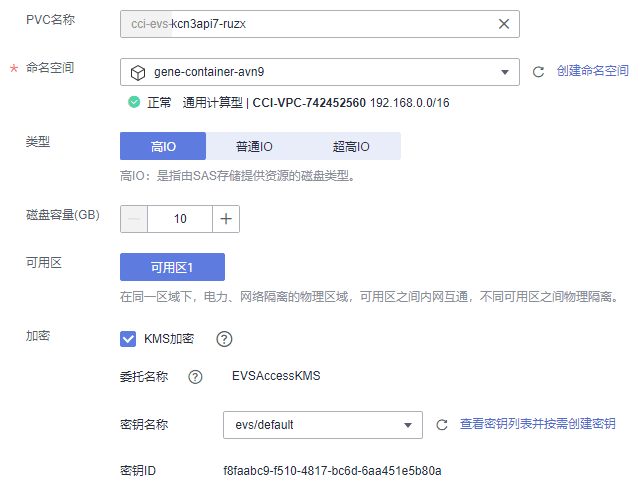 PVC名称 cci-evs-kcn3api7-ruzx
* 命名空间 gene-container-avn9 创建命名空间
正常 通用计算型 | CCI-VPC-742452560 192.168.0.0/16
类型 高IO 普通IO 超高IO
高IO：是指由SAS存储提供资源的磁盘类型。
磁盘容量(GB) — 10 +
可用区 可用区1
在同一区域下，电力、网络隔离的物理区域，可用区之间内网互通，不同可用区之间物理隔离。
加密 KMS加密 ?
委托名称 ? EVSAccessKMS
密钥名称 evs/default 查看密钥列表并按需创建密钥
密钥ID f8faabc9-f510-4817-bc6d-6aa451e5b80a